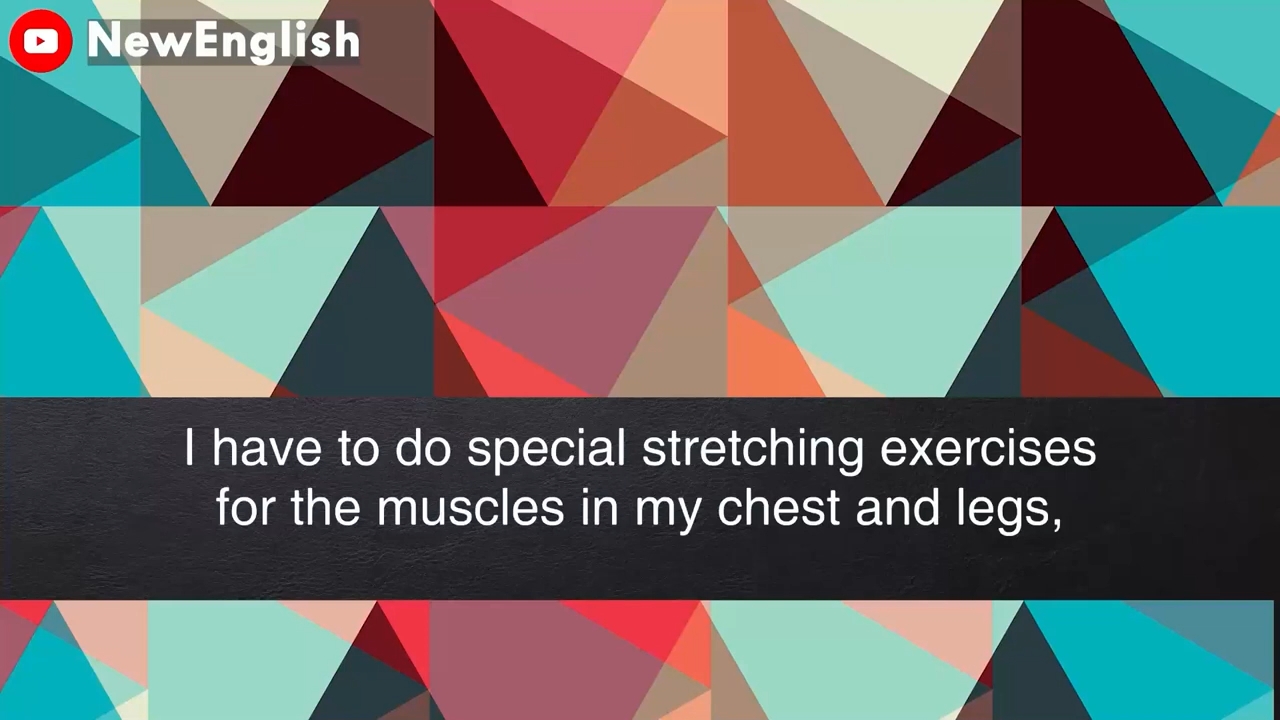 NewEnglish
I have to do special stretching exercises
for the muscles in my chest and legs,